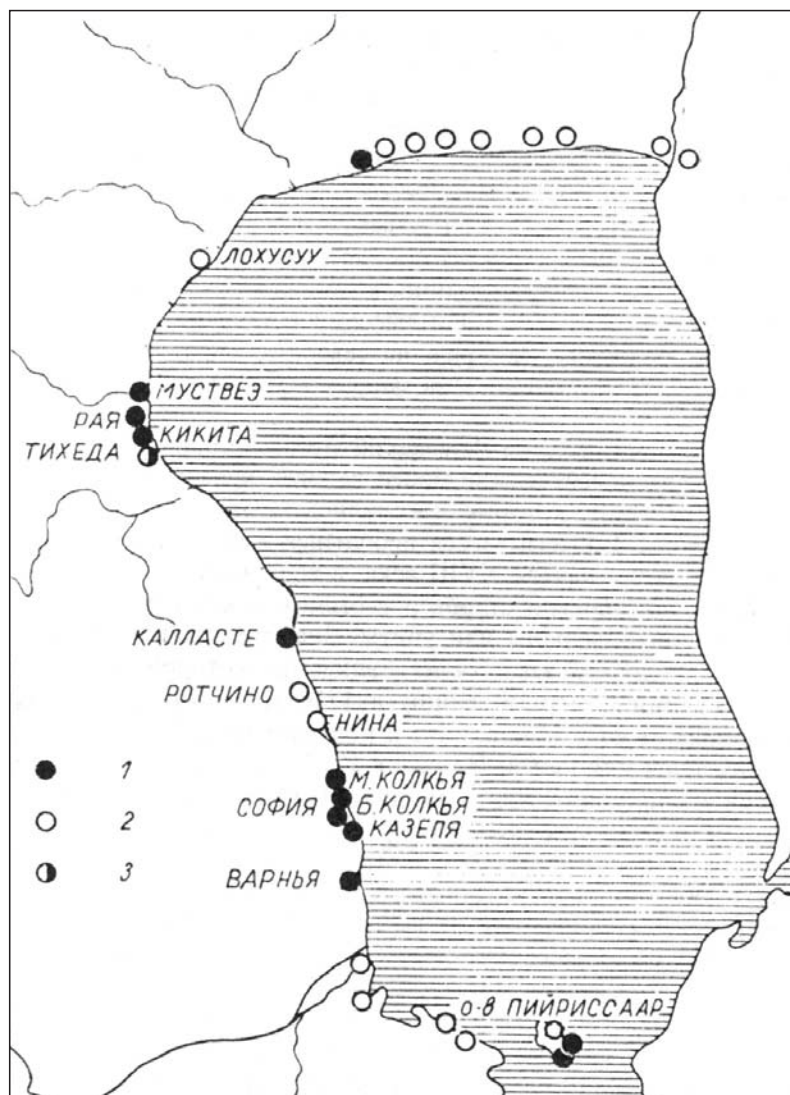 ЛОХУСУУ
МУСТВЕЭ
РАЯ
КИКИТА
ТИХЕДА
КАЛЛАСТЕ
РОТЧИНО
НИНА
1
М.КОЛКЬЯ
СОФИЯ
Б.КОЛКЬЯ
2
КАЗЕПЯ
3
ВАРНЬЯ
о-в ПИЙРИССААР